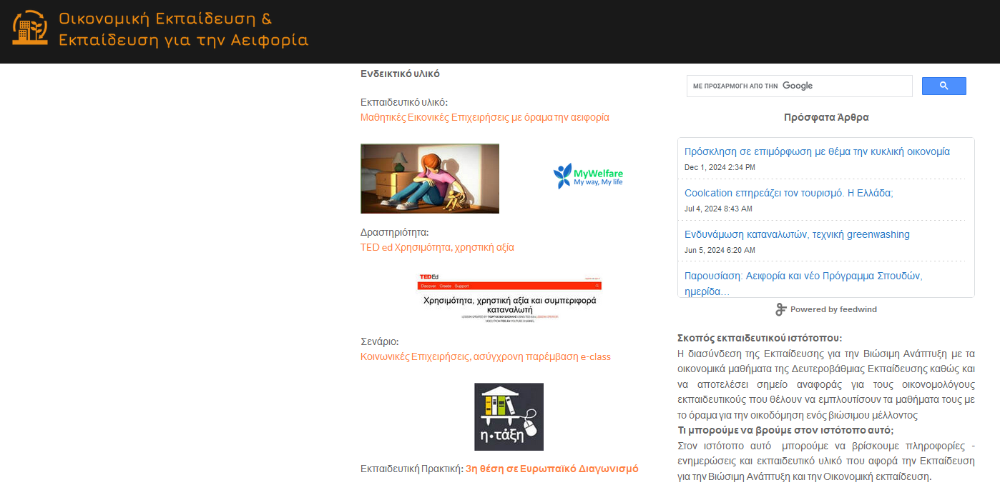 Οικονομική Εκπαίδευση &
Εκπαίδευση για την Αειφορία
Ενδεικτικό υλικό
Εκπαιδευτικό υλικό:
Μαθητικές Εικονικές Επιχειρήσεις με όραμα την αειφορία
MyWelfare
My way, My life
Δραστηριότητα:
TED ed Χρησιμότητα, χρηστική αξία
TEDEd
Discover Create Support
Χρησιμότητα, χρηστική αξία και συμπεριφορά
καταναλωτή
VIDEO FROM TED-Ed YOUTUBE CHANNEL
Σενάριο:
Κοινωνικές Επιχειρήσεις, ασύγχρονη παρέμβαση e-class
η·τάξη
Εκπαιδευτική Πρακτική: 3η θέση σε Ευρωπαϊκό Διαγωνισμό
ΜΕ ΠΡΟΣΑΡΜΟΓΗ ΑΠΟ ΤΗΝ Google
Πρόσφατα Άρθρα
Πρόσκληση σε επιμόρφωση με θέμα την κυκλική οικονομία
Dec 1, 2024 2:34 PM
Coolcation επηρεάζει τον τουρισμό. Η Ελλάδα;
Jul 4, 2024 8:43 AM
Ενδυνάμωση καταναλωτών, τεχνική greenwashing
Jun 5, 2024 6:20 AM
Παρουσίαση: Αειφορία και νέο Πρόγραμμα Σπουδών,
ημερίδα...
Powered by feedwind
Σκοπός εκπαιδευτικού ιστότοπου:
Η διασύνδεση της Εκπαίδευσης για την Βιώσιμη Ανάπτυξη με τα
οικονομικά μαθήματα της Δευτεροβάθμιας Εκπαίδευσης καθώς και
να αποτελέσει σημείο αναφοράς για τους οικονομολόγους
εκπαιδευτικούς που θέλουν να εμπλουτίσουν τα μαθήματα τους με
το όραμα για την οικοδόμηση ενός βιώσιμου μέλλοντος
Τι μπορούμε να βρούμε στον ιστότοπο αυτό;
Στον ιστότοπο αυτό μπορούμε να βρίσκουμε πληροφορίες -
ενημερώσεις και εκπαιδευτικό υλικό που αφορά την Εκπαίδευση
για την Βιώσιμη Ανάπτυξη και την Οικονομική εκπαίδευση.